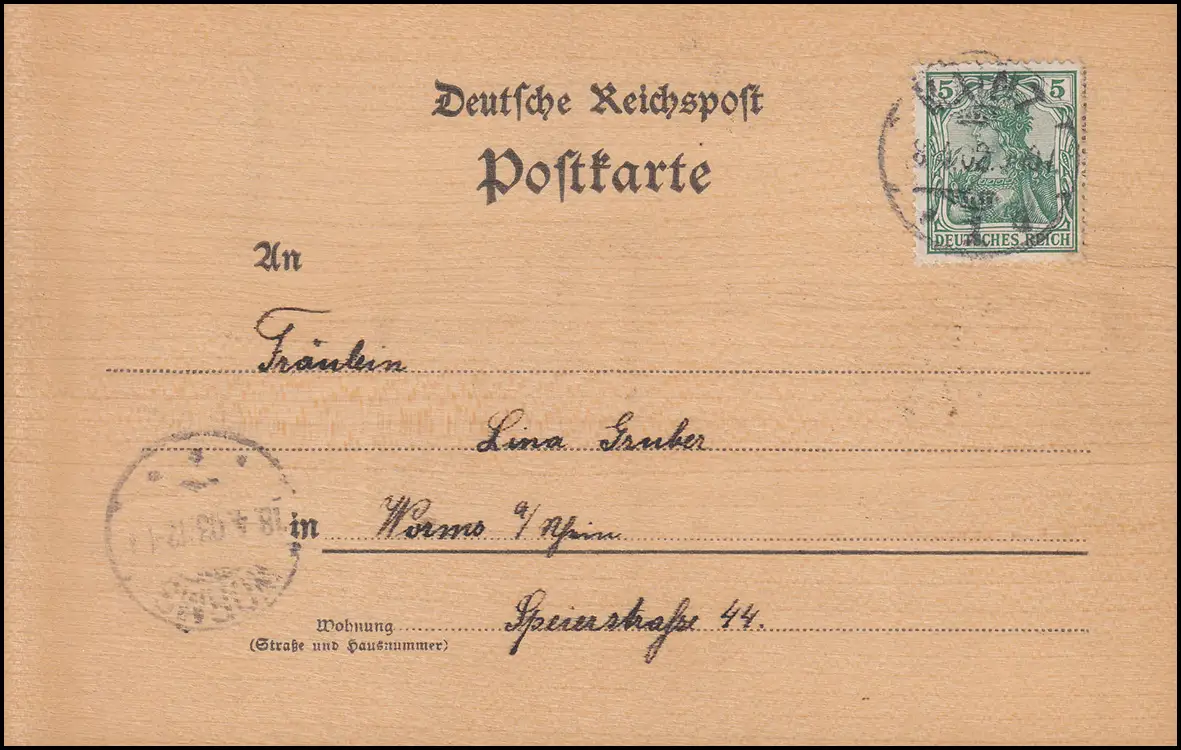 Deutsche Reichspost
Postkarte
5 5
DEUTSCHES REICH
An
Fräulein
Lina Gruber
in Worms a/Rhein
Wohnung Speierstraße 44.
(Straße und Hausnummer)